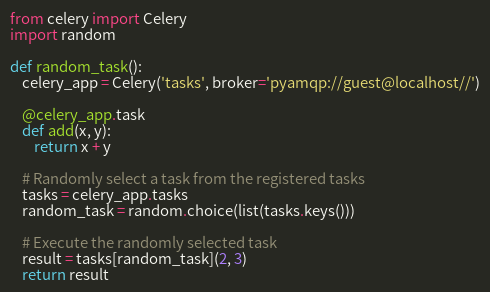 from celery import Celery
import random

def random_task():
    celery_app = Celery('tasks', broker='pyamqp://guest@localhost//')

    @celery_app.task
    def add(x, y):
        return x + y

    # Randomly select a task from the registered tasks
    tasks = celery_app.tasks
    random_task = random.choice(list(tasks.keys()))

    # Execute the randomly selected task
    result = tasks[random_task](2, 3)
    return result